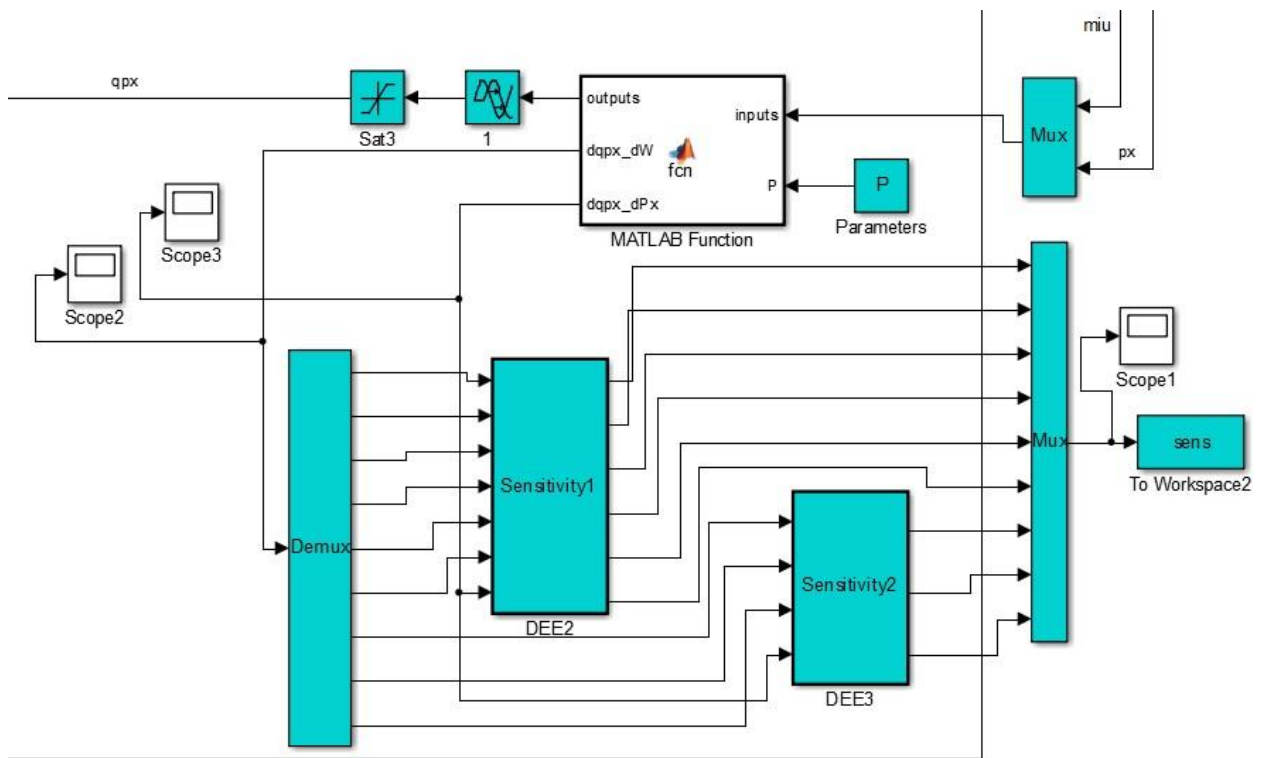 miu
qpx
outputs
inputs
Sat3
1
dqpx_dW
fcn
Mux
px
P
P
dqpx_dPx
Parameters
MATLAB Function
Scope3
Scope2
Scope1
Mux
sens
To Workspace2
Sensitivity1
Demux
Sensitivity2
DEE2
DEE3